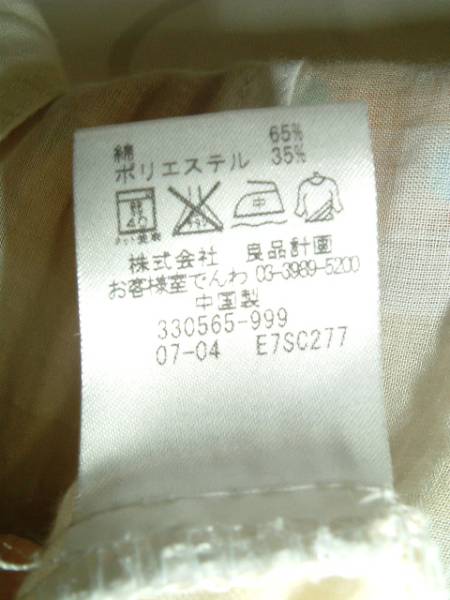 綿 65%
ポリエステル 35%
中
株式会社 良品計画
お客様室でんわ 03-3989-5200
中国製
330565-999
07-04 E7SC277